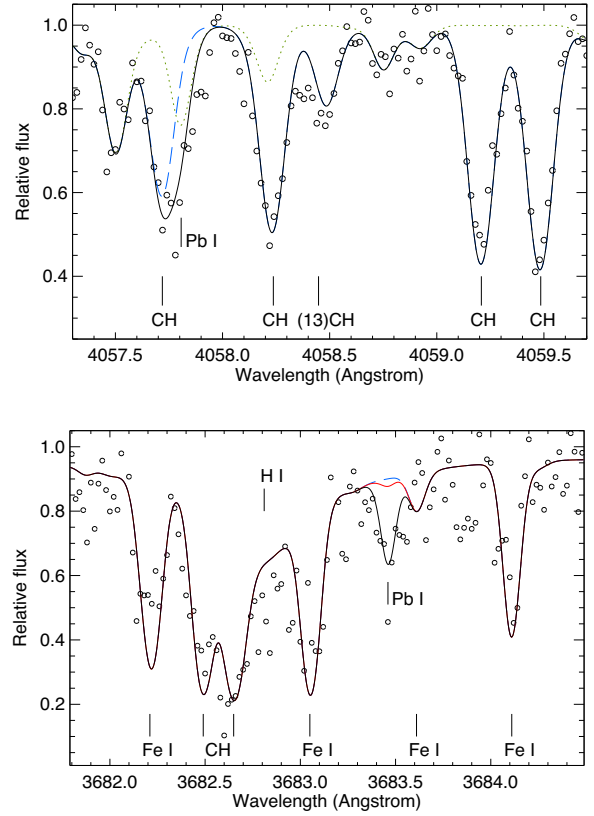 1.0
0.8
0.6
0.4
Relative flux
Pb I
CH
CH
(13)CH
CH
CH
4057.5
4058.0
4058.5
4059.0
4059.5
Wavelength (Angstrom)
1.0
0.8
0.6
0.4
0.2
Relative flux
H I
Pb I
Fe I
CH
Fe I
Fe I
Fe I
3682.0
3682.5
3683.0
3683.5
3684.0
Wavelength (Angstrom)